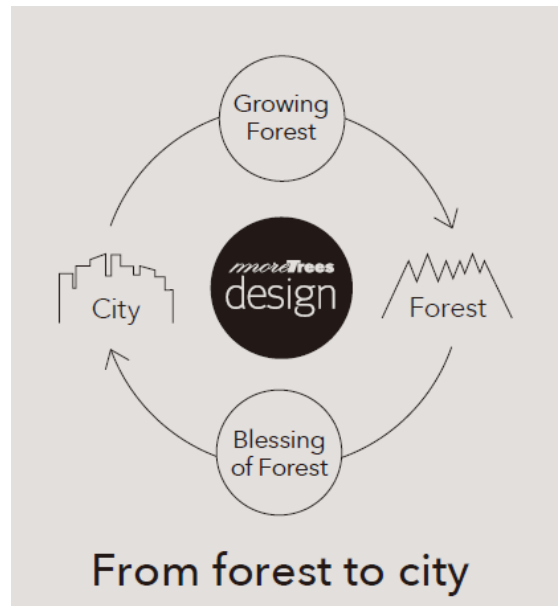 Growing
Forest
moreTrees
design
City
Forest
Blessing
of Forest
From forest to city